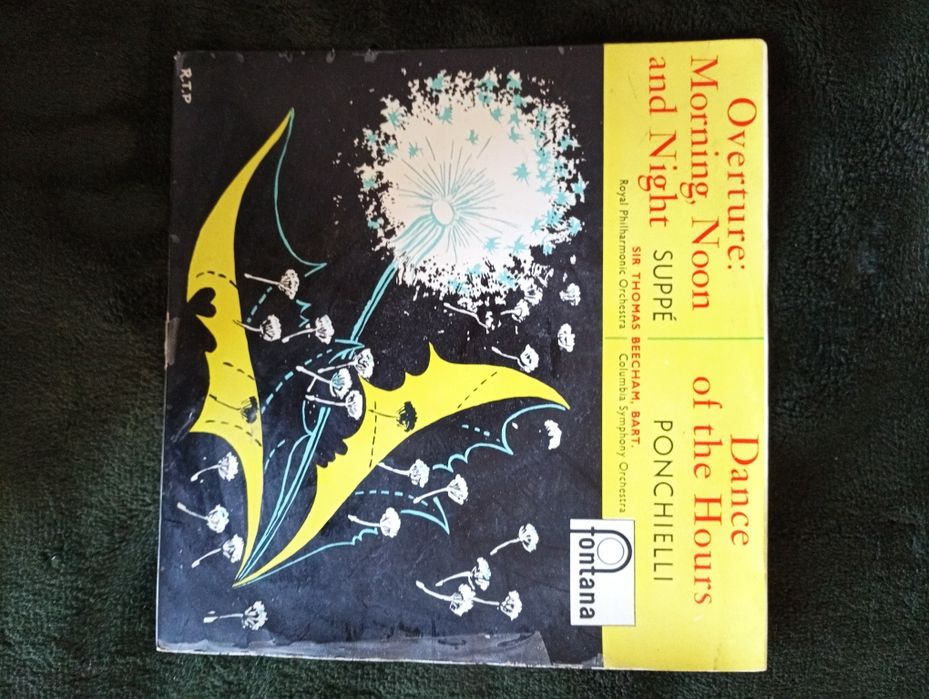 Overture:
Morning, Noon
and Night SUPPÉ
Dance
of the Hours
PONCHIELLI
SIR THOMAS BEECHAM, BART.
Royal Philharmonic Orchestra
Columbia Symphony Orchestra
fontana
R.T.P